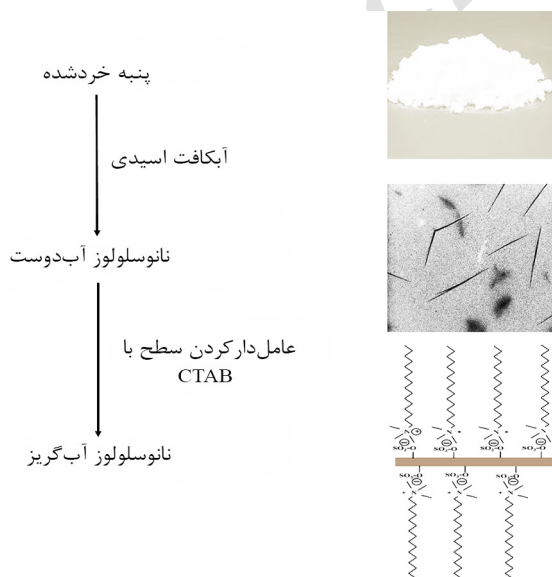 پنبه خردشده
آبکافت اسیدی
نانوسلولوز آب‌دوست
عامل‌دارکردن سطح با
CTAB
نانوسلولوز آب‌گریز